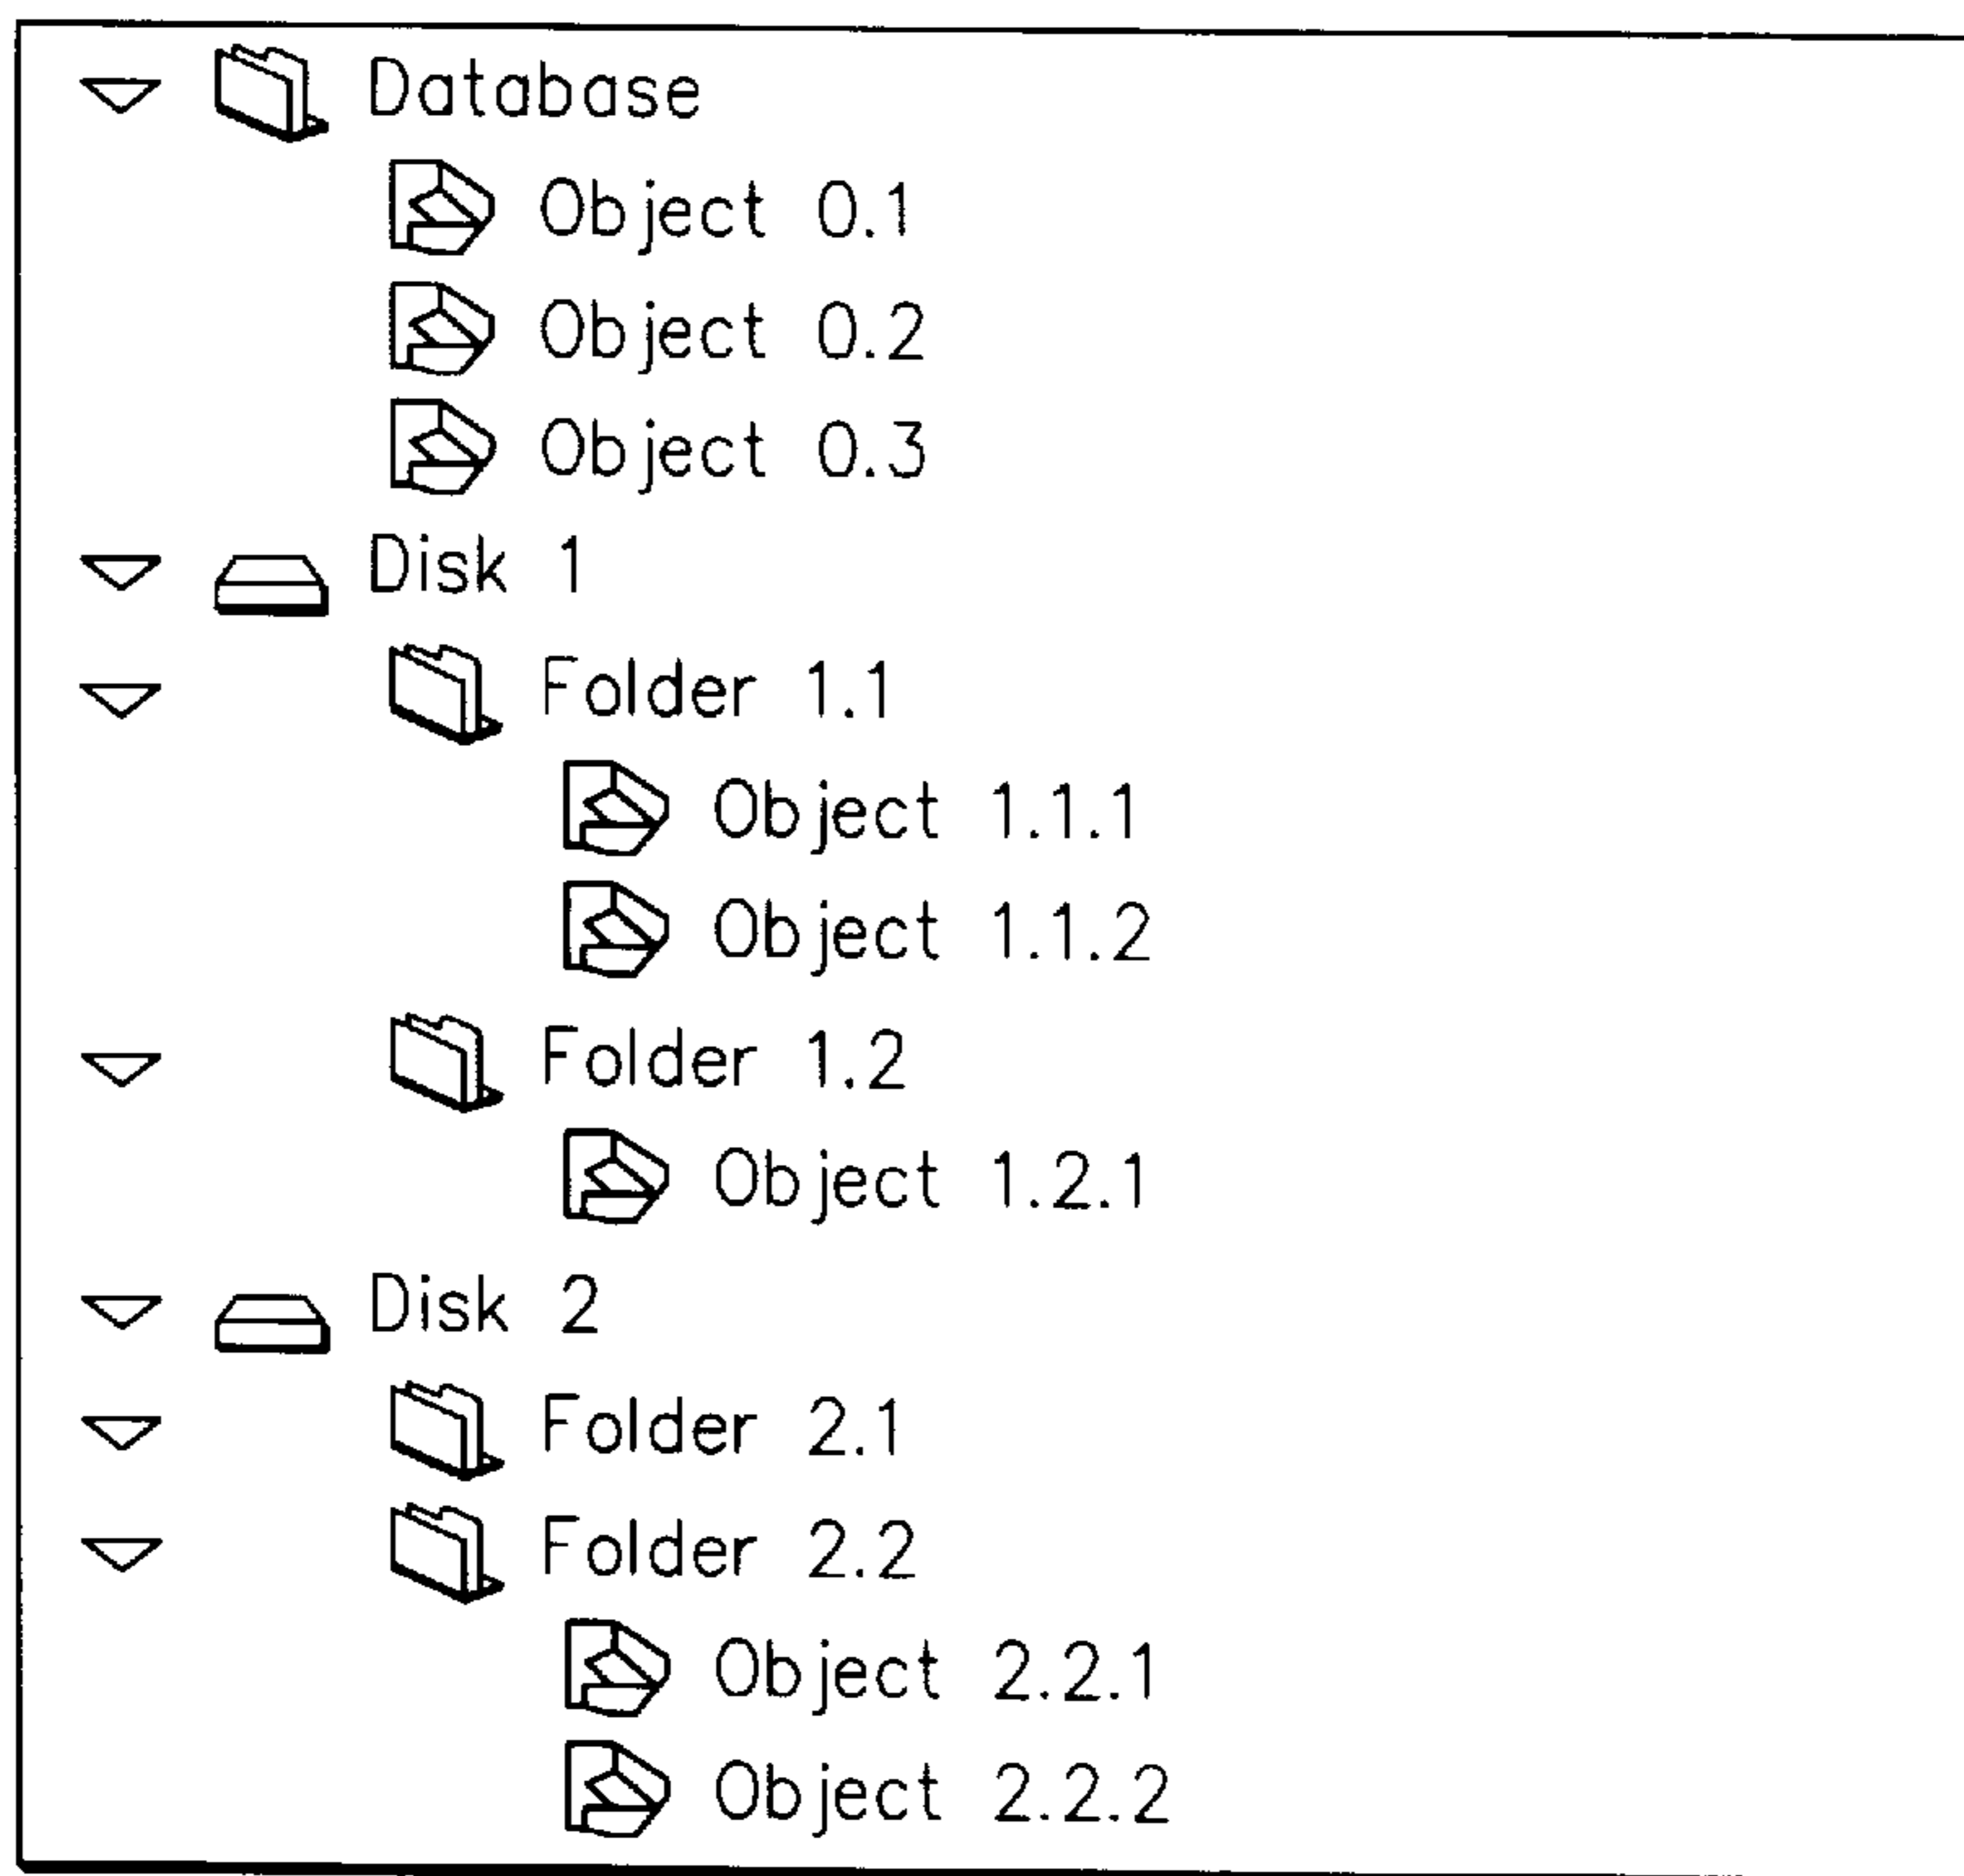 Database
Object 0.1
Object 0.2
Object 0.3
Disk 1
Folder 1.1
Object 1.1.1
Object 1.1.2
Folder 1.2
Object 1.2.1
Disk 2
Folder 2.1
Folder 2.2
Object 2.2.1
Object 2.2.2